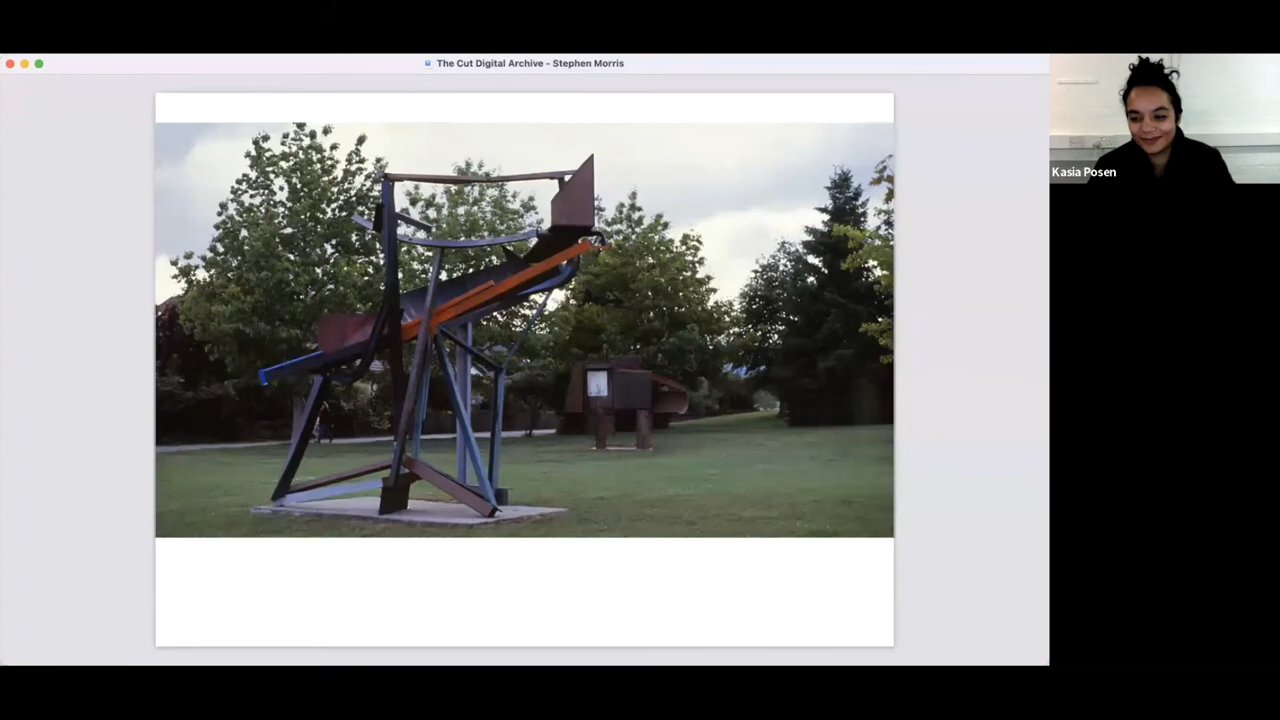 The Cut Digital Archive - Stephen Morris
Kasia Posen